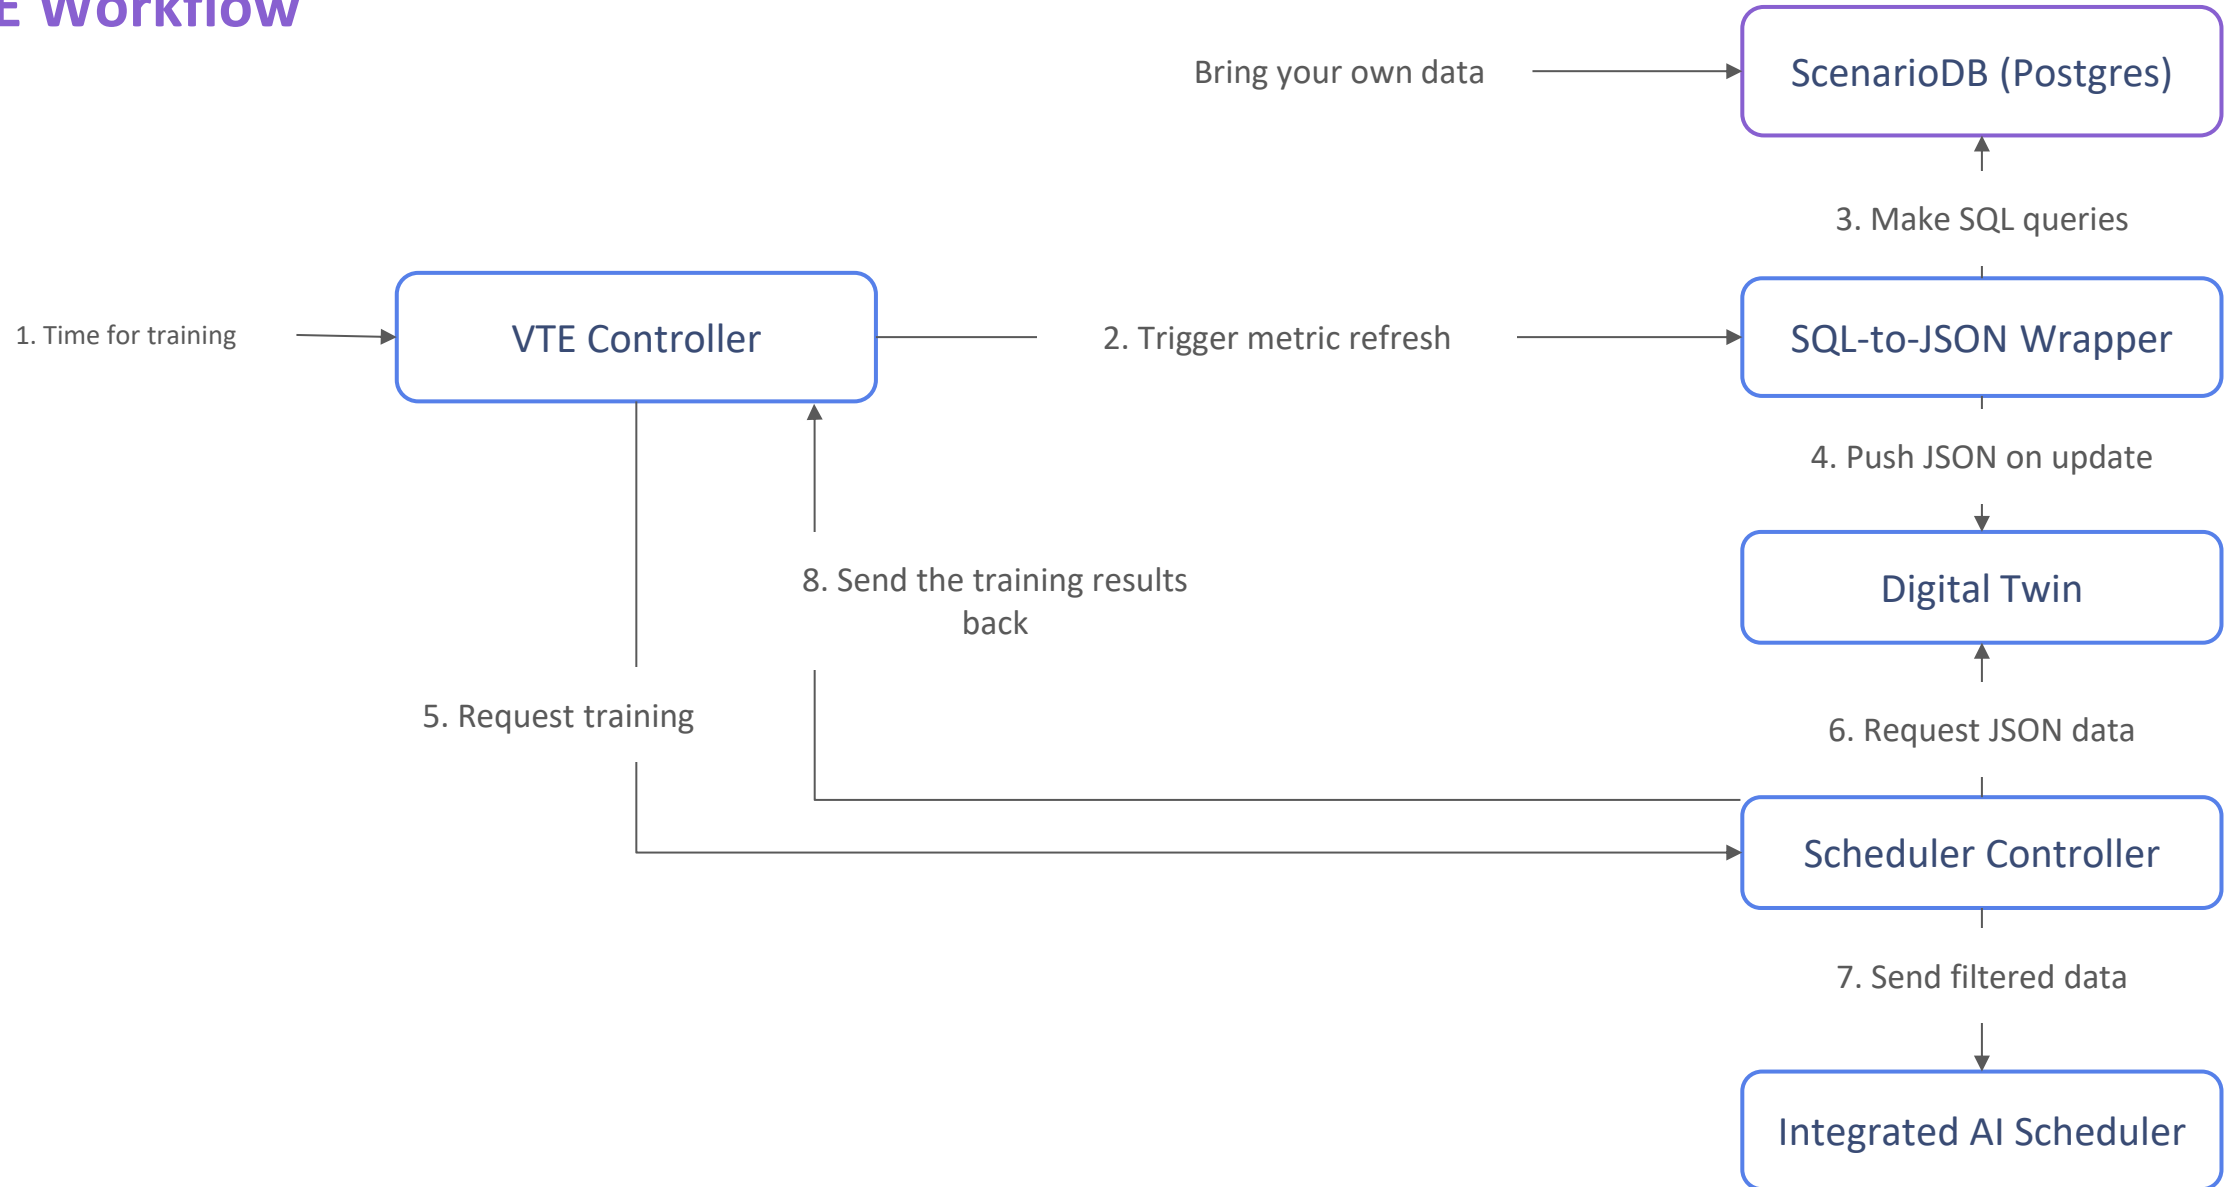 E Workflow
Bring your own data
ScenarioDB (Postgres)
3. Make SQL queries
1. Time for training
VTE Controller
2. Trigger metric refresh
SQL-to-JSON Wrapper
4. Push JSON on update
8. Send the training results
back
Digital Twin
5. Request training
6. Request JSON data
Scheduler Controller
7. Send filtered data
Integrated AI Scheduler